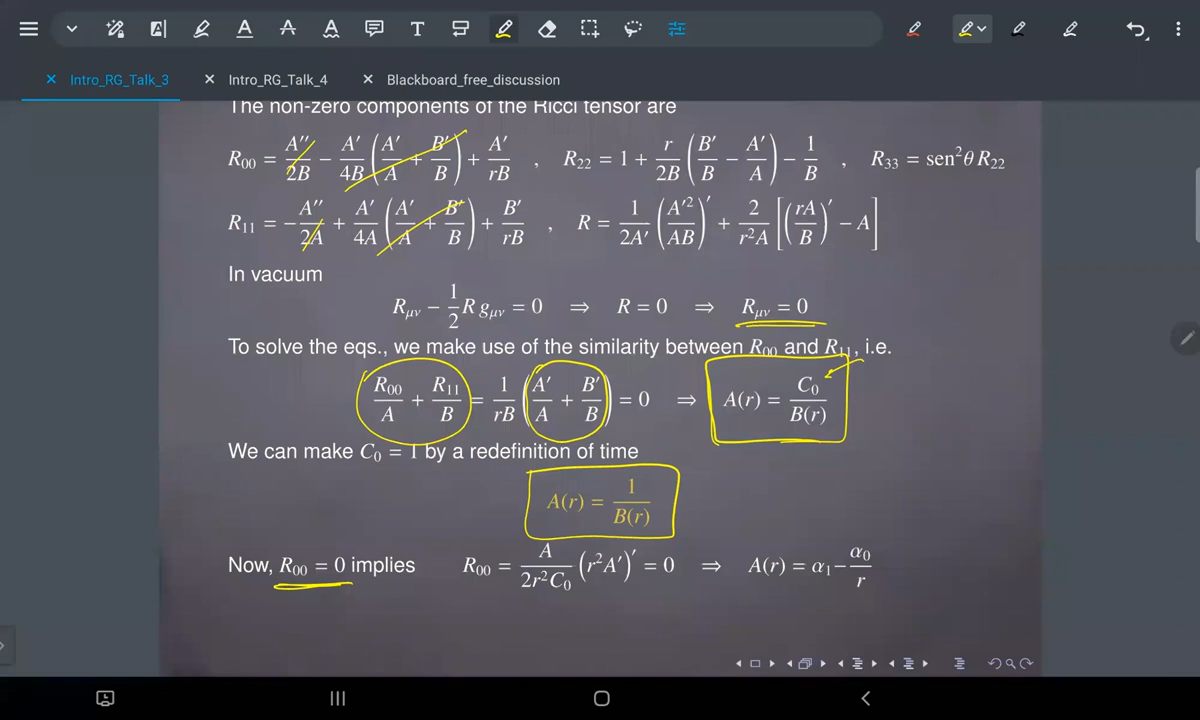 Intro_RG_Talk_3 Intro_RG_Talk_4 Blackboard_free_discussion
The non-zero components of the Ricci tensor are
R₀₀ = A′′/2B − A′/4B (A′/A + B′/B) + A′/rB , R₂₂ = 1 + r/2B (B′/B − A′/A) − 1/B , R₃₃ = sen²θ R₂₂
R₁₁ = − A′′/2A + A′/4A (A′/A + B′/B) + B′/rB , R = 1/2A′ (A′²/AB)′ + 2/r²A [(rA/B)′ − A]
In vacuum
Rμν − 1/2 R gμν = 0 ⇒ R = 0 ⇒ Rμν = 0
To solve the eqs., we make use of the similarity between R₀₀ and R₁₁, i.e.
R₀₀/A + R₁₁/B = 1/rB (A′/A + B′/B) = 0 ⇒ A(r) = C₀/B(r)
We can make C₀ = 1 by a redefinition of time
A(r) = 1/B(r)
Now, R₀₀ = 0 implies R₀₀ = A/2r²C₀ (r²A′)′ = 0 ⇒ A(r) = α₁ − α₀/r